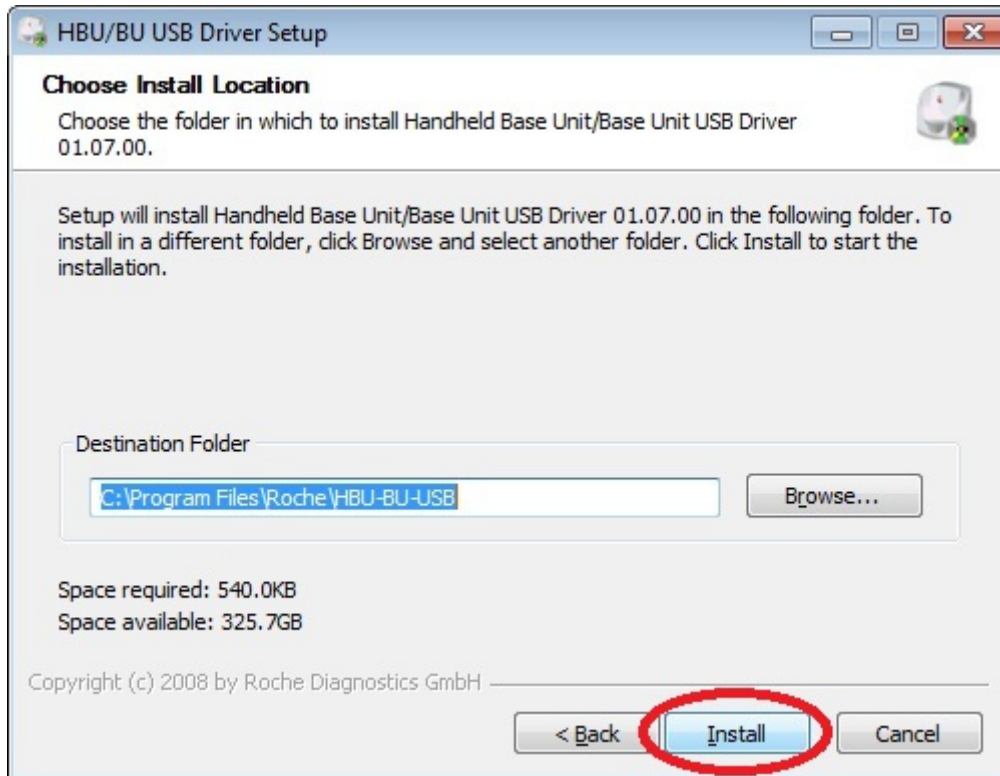 HBU/BU USB Driver Setup
Choose Install Location
Choose the folder in which to install Handheld Base Unit/Base Unit USB Driver
01.07.00.
Setup will install Handheld Base Unit/Base Unit USB Driver 01.07.00 in the following folder. To
install in a different folder, click Browse and select another folder. Click Install to start the
installation.
Destination Folder
C:\Program Files\Roche\HBU-BU-USB
Browse...
Space required: 540.0KB
Space available: 325.7GB
Copyright (c) 2008 by Roche Diagnostics GmbH
< Back Install Cancel